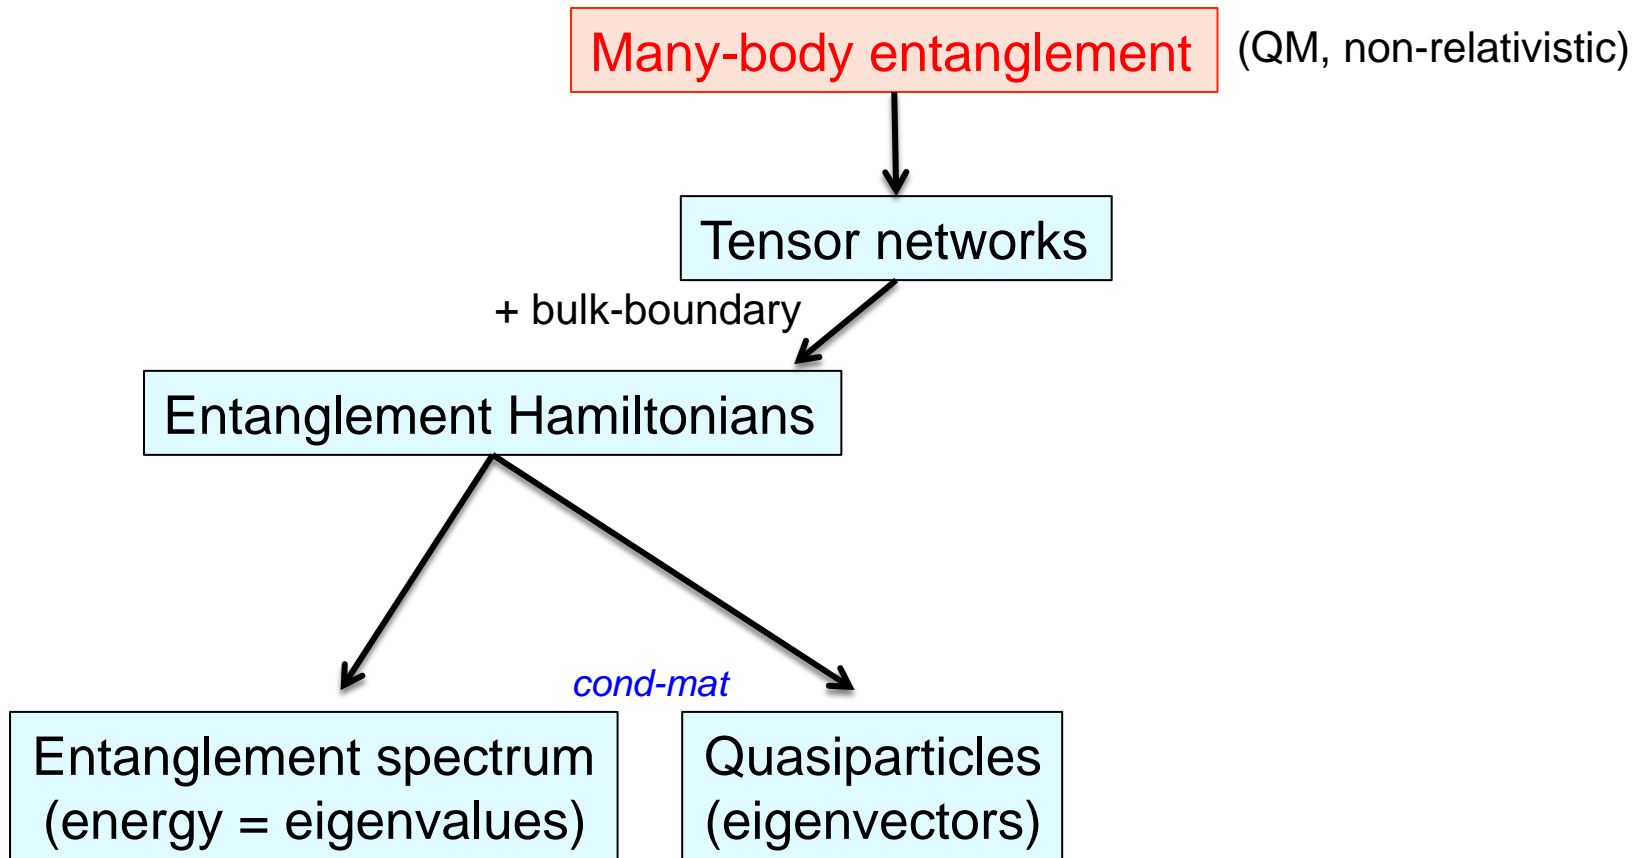 Many-body entanglement
(QM, non-relativistic)
Tensor networks
+ bulk-boundary
Entanglement Hamiltonians
cond-mat
Entanglement spectrum
(energy = eigenvalues)
Quasiparticles
(eigenvectors)